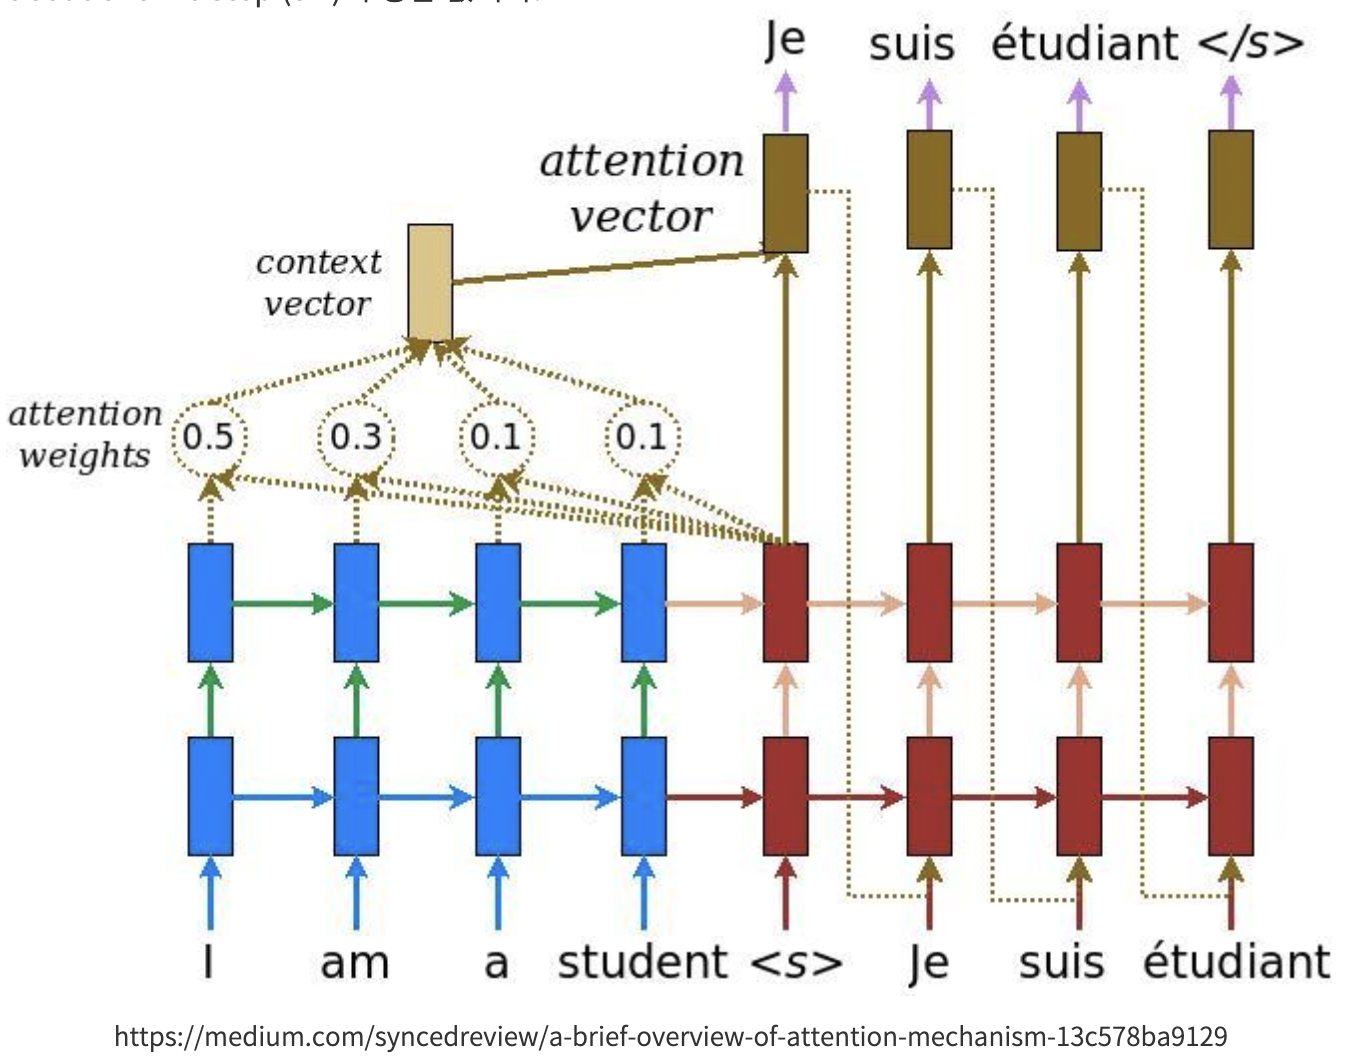 Je suis étudiant </s>
attention
vector
context
vector
attention
weights
0.5 0.3 0.1 0.1
I am a student <s> Je suis étudiant
https://medium.com/syncedreview/a-brief-overview-of-attention-mechanism-13c578ba9129